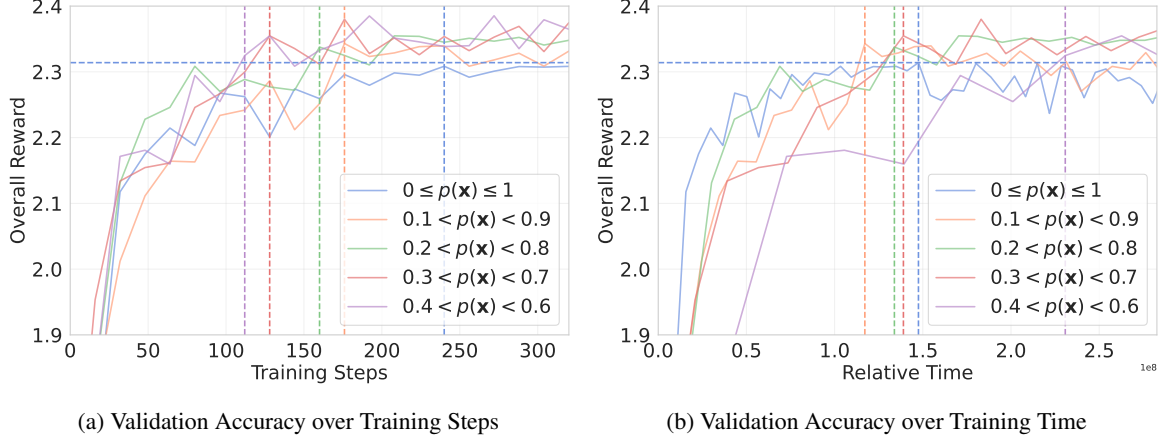 2.4
2.3
2.2
2.1
2.0
1.9
Overall Reward
0 ≤ p(x) ≤ 1
0.1 < p(x) < 0.9
0.2 < p(x) < 0.8
0.3 < p(x) < 0.7
0.4 < p(x) < 0.6
0 50 100 150 200 250 300
Training Steps
(a) Validation Accuracy over Training Steps
2.4
2.3
2.2
2.1
2.0
1.9
Overall Reward
0 ≤ p(x) ≤ 1
0.1 < p(x) < 0.9
0.2 < p(x) < 0.8
0.3 < p(x) < 0.7
0.4 < p(x) < 0.6
0.0 0.5 1.0 1.5 2.0 2.5
1e8
Relative Time
(b) Validation Accuracy over Training Time